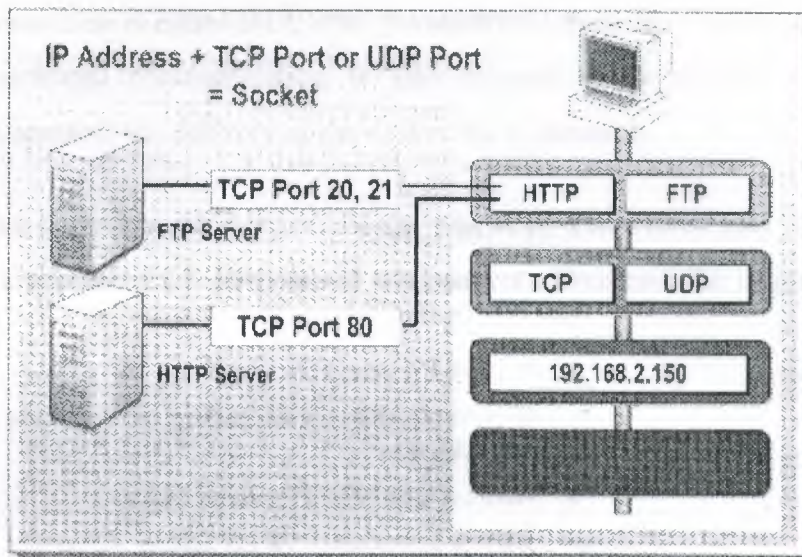 IP Address + TCP Port or UDP Port
= Socket
TCP Port 20, 21
FTP Server
TCP Port 80
HTTP Server
HTTP FTP
TCP UDP
192.168.2.150